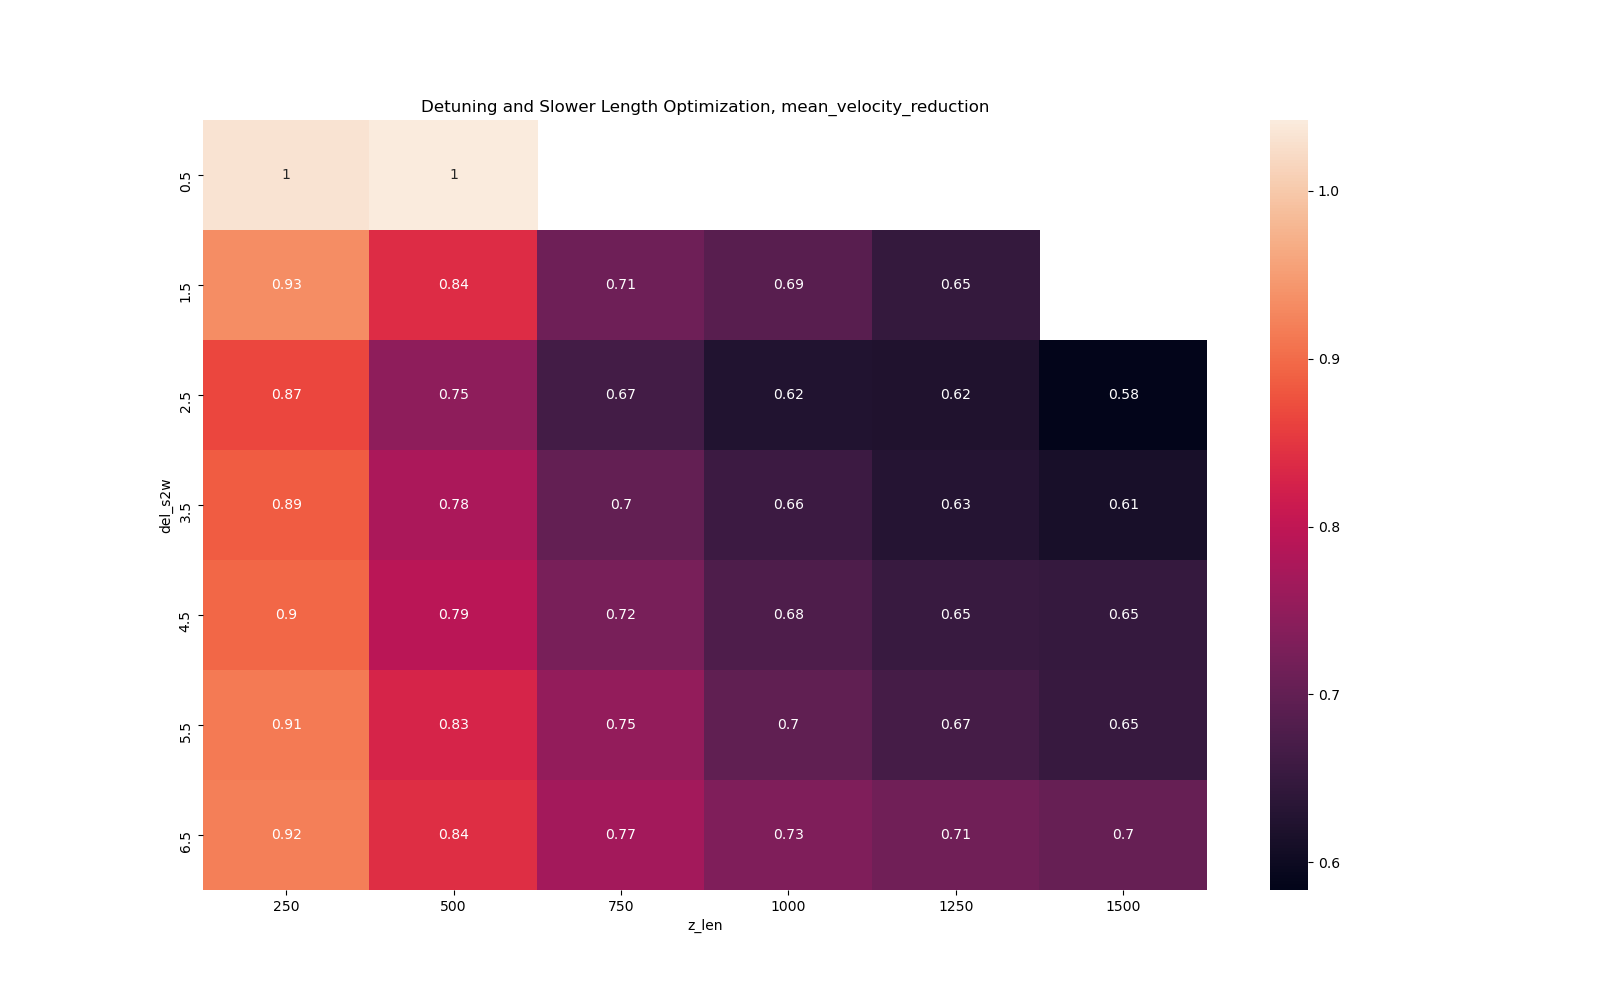 Detuning and Slower Length Optimization, mean_velocity_reduction
0.5 1 1
1.5 0.93 0.84 0.71 0.69 0.65
2.5 0.87 0.75 0.67 0.62 0.62 0.58
3.5 0.89 0.78 0.7 0.66 0.63 0.61
4.5 0.9 0.79 0.72 0.68 0.65 0.65
5.5 0.91 0.83 0.75 0.7 0.67 0.65
6.5 0.92 0.84 0.77 0.73 0.71 0.7
250 500 750 1000 1250 1500
z_len
del_s2w
1.0
0.9
0.8
0.7
0.6